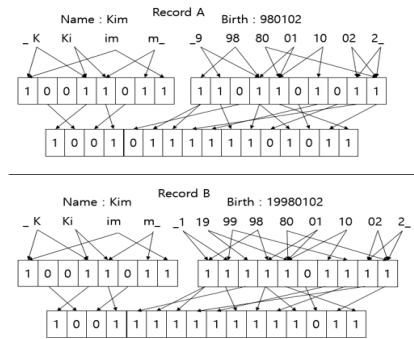 Record A
Name : Kim Birth : 980102
_ K Ki im m_ _9 98 80 01 10 02 2_
1 0 0 1 1 0 1 1 1 1 0 1 1 0 1 0 1 1
1 0 0 1 0 1 1 1 1 1 1 0 1 0 1 1
Record B
Name : Kim Birth : 19980102
_ K Ki im m_ _1 19 99 98 80 01 10 02 2_
1 0 0 1 1 0 1 1 1 1 1 1 1 0 1 1 1 1
1 0 0 1 1 1 1 1 1 1 1 1 1 0 1 1